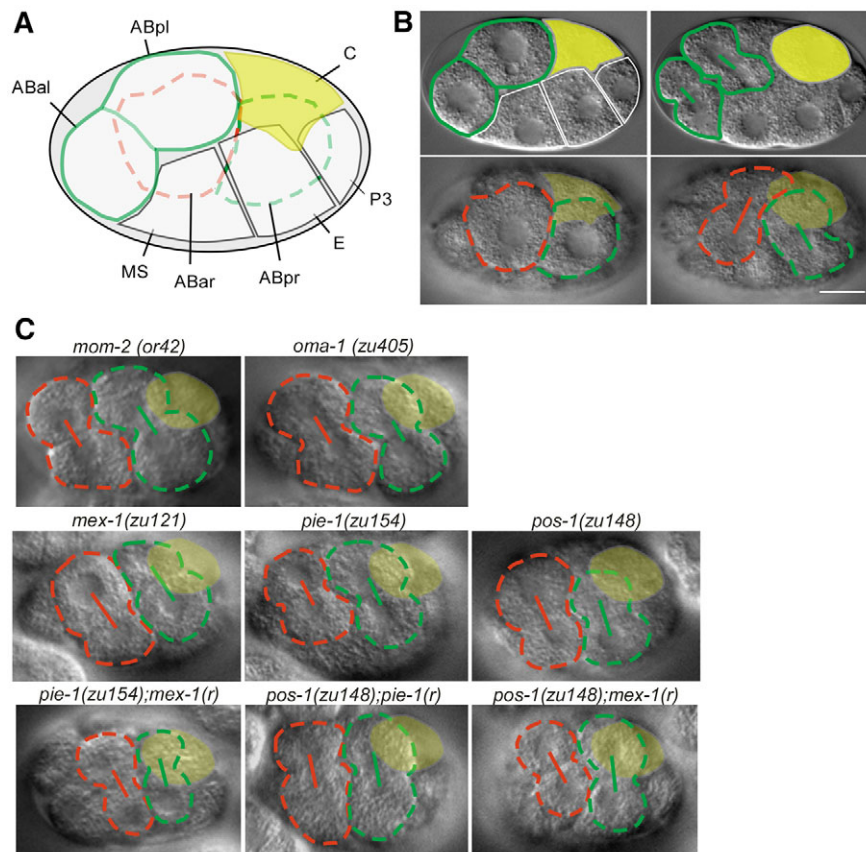 A
ABpl
C
ABal
P3
E
MS
ABar
ABpr
B
C
mom-2 (or42)
oma-1 (zu405)
mex-1(zu121)
pie-1(zu154)
pos-1(zu148)
pie-1(zu154);mex-1(r)
pos-1(zu148);pie-1(r)
pos-1(zu148);mex-1(r)